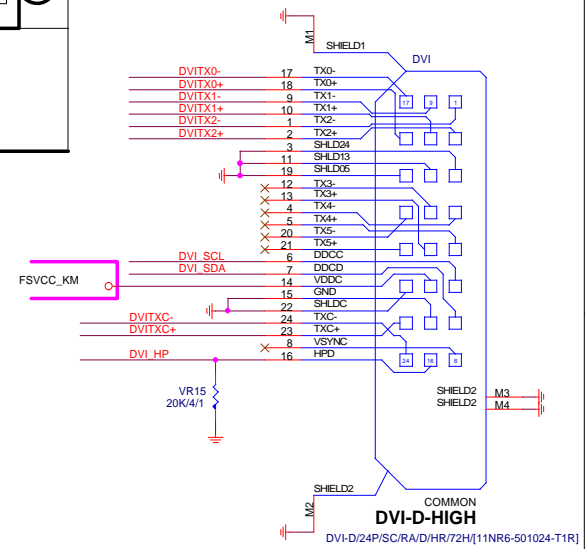 M1
SHIELD1
DVI
DVITX0- 17 TX0-
DVITX0+ 18 TX0+
DVITX1- 9 TX1-
DVITX1+ 10 TX1+
DVITX2- 1 TX2-
DVITX2+ 2 TX2+
3 SHLD24
11 SHLD13
19 SHLD05
12 TX3-
13 TX3+
4 TX4-
5 TX4+
20 TX5-
21 TX5+
DVI_SCL 6 DDCC
DVI_SDA 7 DDCD
FSVCC_KM 14 VDDC
15 GND
22 SHLDC
DVITXC- 24 TXC-
DVITXC+ 23 TXC+
8 VSYNC
DVI_HP 16 HPD
17 9 1
24 16 8
VR15
20K/4/1
SHIELD2 M3
SHIELD2 M4
SHIELD2
M2
COMMON
DVI-D-HIGH
DVI-D/24P/SC/RA/D/HR/72H/[11NR6-501024-T1R]